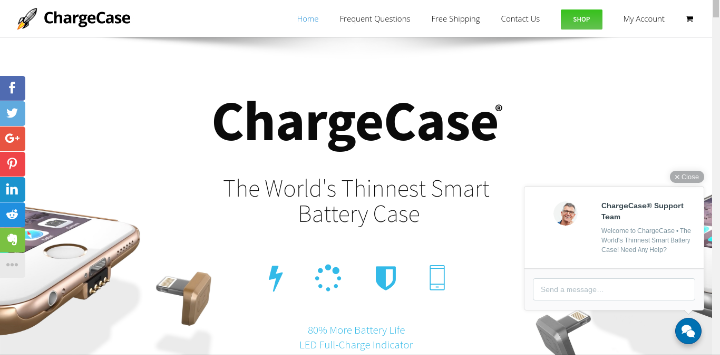 ChargeCase
Home
Frequent Questions
Free Shipping
Contact Us
SHOP
My Account
ChargeCase®
The World's Thinnest Smart
Battery Case
80% More Battery Life
LED Full-Charge Indicator
× Close
ChargeCase® Support
Team
Welcome to ChargeCase • The
World's Thinnest Smart Battery
Case! Need Any Help?
Send a message ...